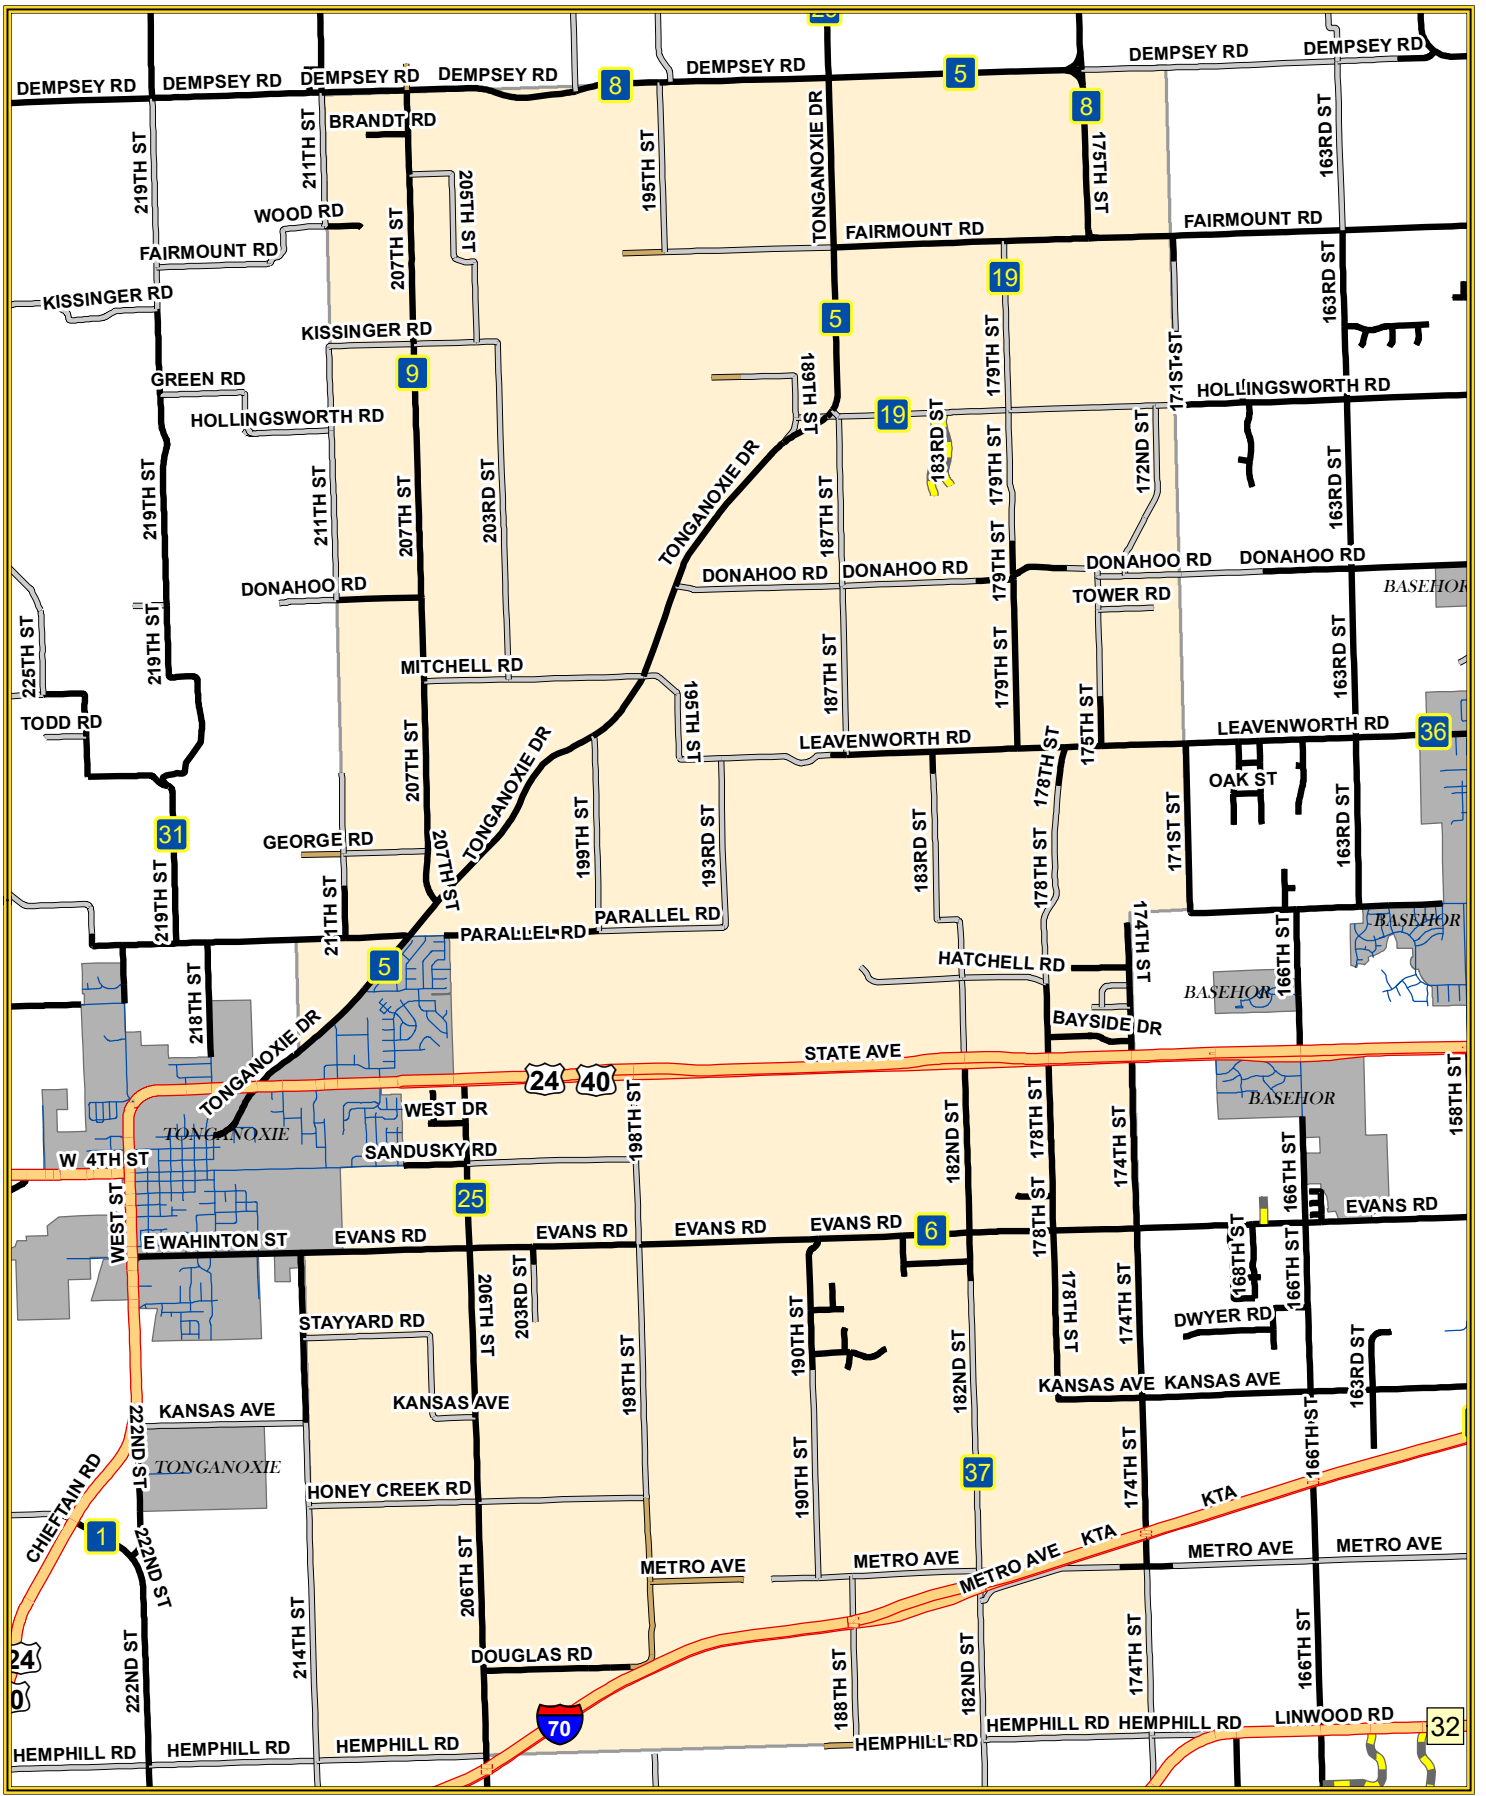 DEMPSEY RD
DEMPSEY RD
DEMPSEY RD
DEMPSEY RD
8
DEMPSEY RD
5
DEMPSEY RD
DEMPSEY RD
8
BRANDT RD
219TH ST
211TH ST
195TH ST
TONGANOXIE DR
175TH ST
163RD ST
205TH ST
WOOD RD
207TH ST
FAIRMOUNT RD
FAIRMOUNT RD
FAIRMOUNT RD
KISSINGER RD
19
163RD ST
5
KISSINGER RD
179TH ST
171ST ST
9
GREEN RD
189TH ST
HOLLINGSWORTH RD
HOLLINGSWORTH RD
19
183RD ST
172ND ST
219TH ST
211TH ST
207TH ST
203RD ST
TONGANOXIE DR
187TH ST
179TH ST
163RD ST
DONAHOO RD
DONAHOO RD
DONAHOO RD
179TH ST
DONAHOO RD
DONAHOO RD
BASEHOR
TOWER RD
225TH ST
219TH ST
MITCHELL RD
187TH ST
179TH ST
163RD ST
TODD RD
195TH ST
175TH ST
LEAVENWORTH RD
LEAVENWORTH RD
36
207TH ST
TONGANOXIE DR
178TH ST
OAK ST
31
GEORGE RD
207TH ST
199TH ST
193RD ST
183RD ST
178TH ST
171ST ST
163RD ST
219TH ST
211TH ST
PARALLEL RD
PARALLEL RD
174TH ST
166TH ST
BASEHOR
5
HATCHELL RD
218TH ST
BASEHOR
TONGANOXIE DR
BAYSIDE DR
STATE AVE
24
40
WEST DR
198TH ST
182ND ST
178TH ST
174TH ST
BASEHOR
158TH ST
TONGANOXIE
SANDUSKY RD
W 4TH ST
WEST ST
25
166TH ST
EVANS RD
E WAHINTON ST
EVANS RD
EVANS RD
EVANS RD
EVANS RD
6
178TH ST
168TH ST
166TH ST
206TH ST
203RD ST
190TH ST
178TH ST
174TH ST
STAYYARD RD
DWYER RD
198TH ST
182ND ST
163RD ST
KANSAS AVE
KANSAS AVE
KANSAS AVE
KANSAS AVE
222ND ST
TONGANOXIE
CHIEFTAIN RD
HONEY CREEK RD
190TH ST
37
174TH ST
166TH ST
KTA
KTA
1
222ND ST
206TH ST
METRO AVE
METRO AVE
METRO AVE
METRO AVE
METRO AVE
214TH ST
222ND ST
24
0
DOUGLAS RD
188TH ST
182ND ST
174TH ST
166TH ST
70
HEMPHILL RD
HEMPHILL RD
HEMPHILL RD
HEMPHILL RD
HEMPHILL RD
HEMPHILL RD
LINWOOD RD
32